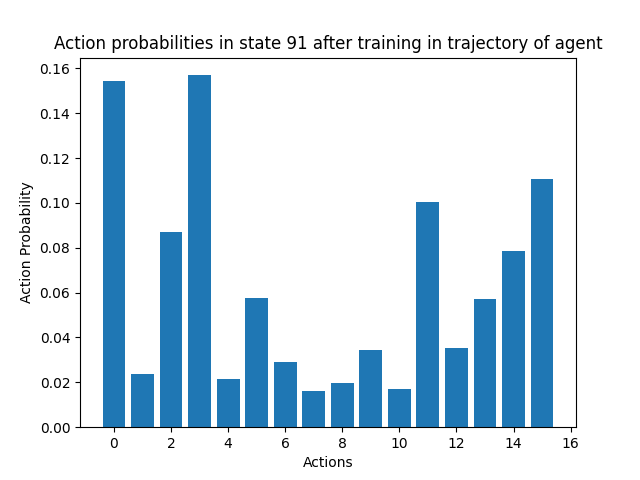 Action probabilities in state 91 after training in trajectory of agent
0.16
0.14
0.12
0.10
0.08
0.06
0.04
0.02
0.00
Action Probability
0 2 4 6 8 10 12 14 16
Actions